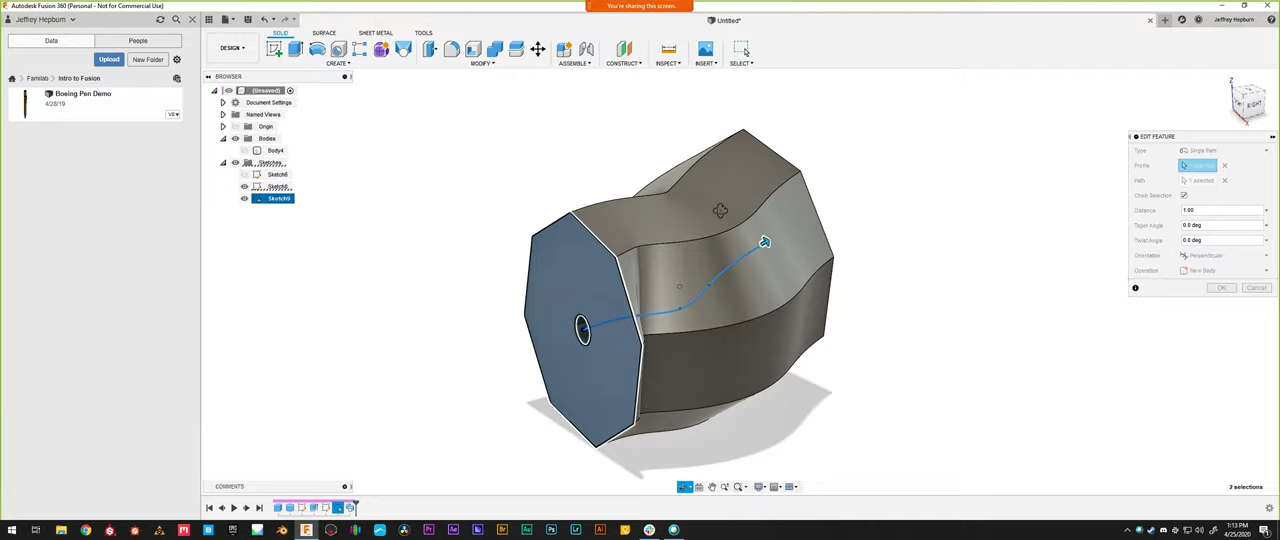 Autodesk Fusion 360 (Personal - Not for Commercial Use)
You're sharing this screen.
Jeffrey Hepburn
Untitled*
Jeffrey Hepburn
Data
People
SOLID
SURFACE
SHEET METAL
TOOLS
DESIGN
Upload
New Folder
CREATE
MODIFY
ASSEMBLE
CONSTRUCT
INSPECT
INSERT
SELECT
Familab
Intro to Fusion
BROWSER
(Unsaved)
Boeing Pen Demo
4/28/19
V8
Document Settings
Named Views
Origin
Bodies
Body4
Sketches
Sketch9
Z
RIGHT
X
EDIT FEATURE
Type
Single Path
Profile
Path
1 selected
Chain Selection
Distance
1.00
Taper Angle
0.0 deg
Twist Angle
0.0 deg
Orientation
Perpendicular
Operation
New Body
OK
Cancel
COMMENTS
2 selections
1:13 PM
4/25/2020